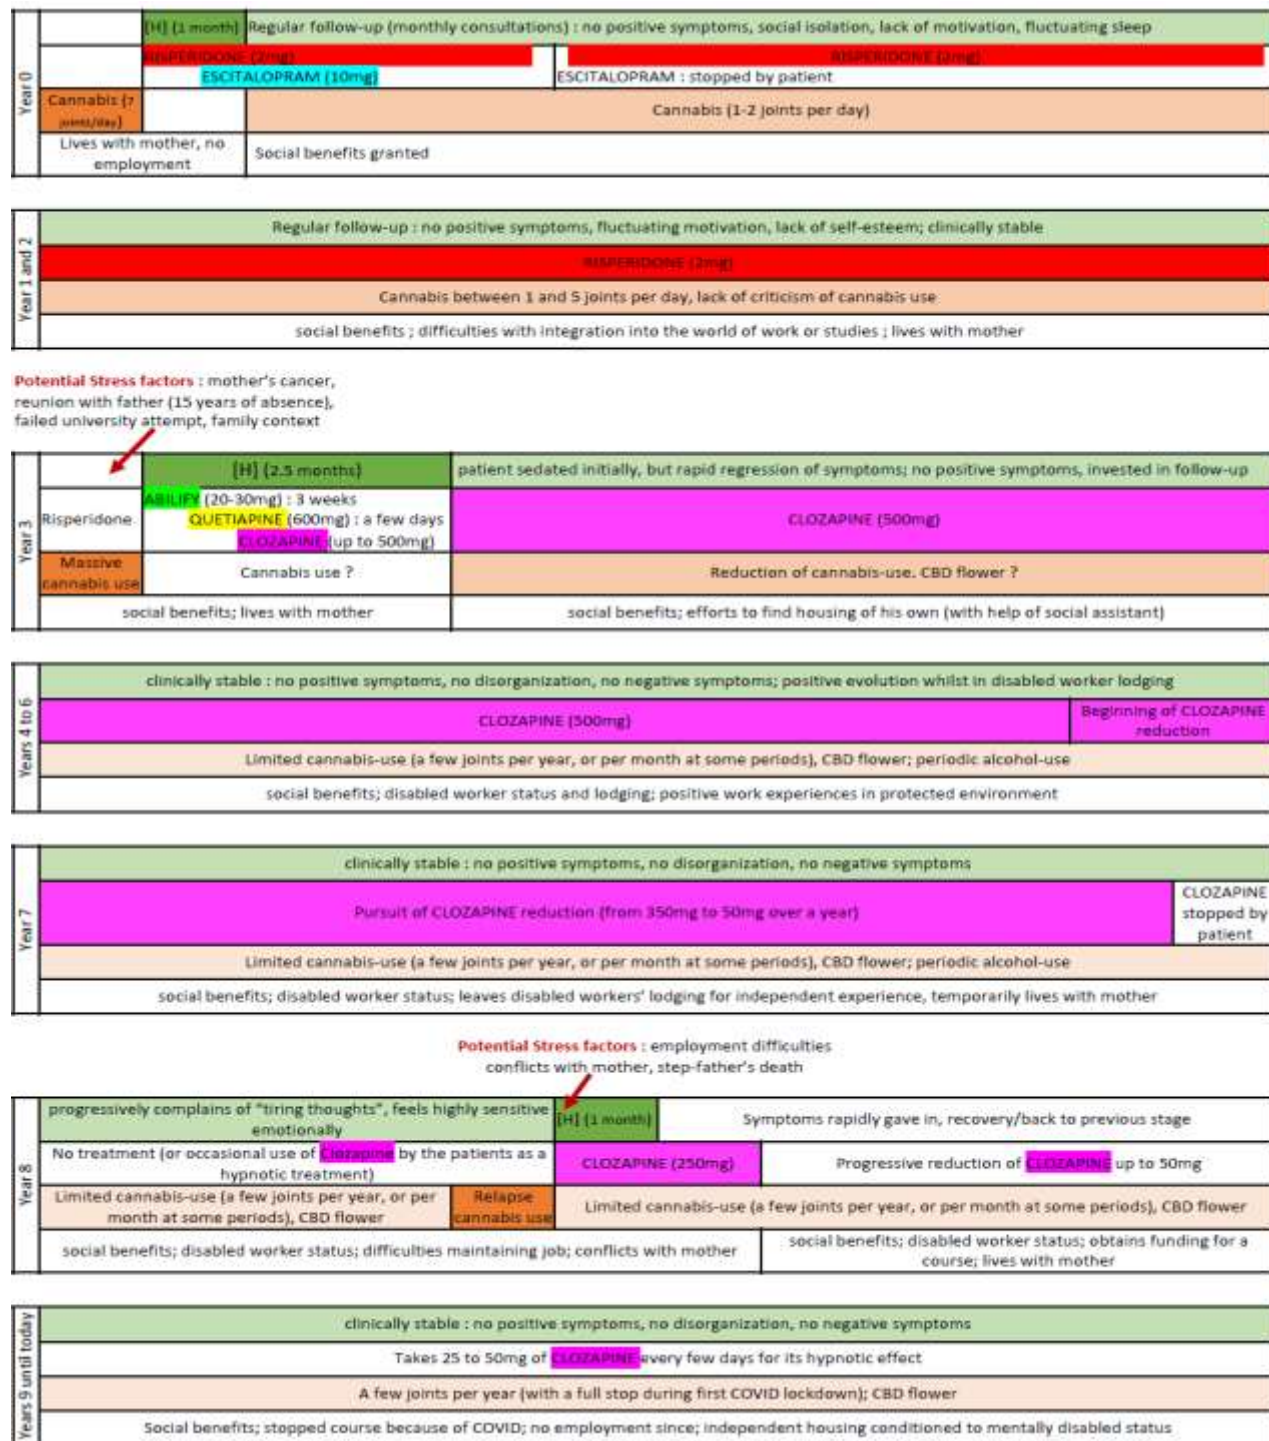 Year 0
[H] (1 month)
Regular follow-up (monthly consultations) : no positive symptoms, social isolation, lack of motivation, fluctuating sleep
RISPERIDONE (2mg)
RISPERIDONE (2mg)
ESCITALOPRAM (10mg)
ESCITALOPRAM : stopped by patient
Cannabis (7
joints/day)
Cannabis (1-2 joints per day)
Lives with mother, no
employment
Social benefits granted
Year 1 and 2
Regular follow-up : no positive symptoms, fluctuating motivation, lack of self-esteem; clinically stable
RISPERIDONE (2mg)
Cannabis between 1 and 5 joints per day, lack of criticism of cannabis use
social benefits ; difficulties with integration into the world of work or studies ; lives with mother
Potential Stress factors : mother's cancer,
reunion with father (15 years of absence),
failed university attempt, family context
Year 3
[H] (2.5 months)
patient sedated initially, but rapid regression of symptoms; no positive symptoms, invested in follow-up
Risperidone
ABILIFY (20-30mg) : 3 weeks
QUETIAPINE (600mg) : a few days
CLOZAPINE (up to 500mg)
CLOZAPINE (500mg)
Massive
cannabis use
Cannabis use ?
Reduction of cannabis-use. CBD flower ?
social benefits; lives with mother
social benefits; efforts to find housing of his own (with help of social assistant)
Years 4 to 6
clinically stable : no positive symptoms, no disorganization, no negative symptoms; positive evolution whilst in disabled worker lodging
CLOZAPINE (500mg)
Beginning of CLOZAPINE
reduction
Limited cannabis-use (a few joints per year, or per month at some periods), CBD flower; periodic alcohol-use
social benefits; disabled worker status and lodging; positive work experiences in protected environment
Year 7
clinically stable : no positive symptoms, no disorganization, no negative symptoms
Pursuit of CLOZAPINE reduction (from 350mg to 50mg over a year)
CLOZAPINE
stopped by
patient
Limited cannabis-use (a few joints per year, or per month at some periods), CBD flower; periodic alcohol-use
social benefits; disabled worker status; leaves disabled workers' lodging for independent experience, temporarily lives with mother
Potential Stress factors : employment difficulties
conflicts with mother, step-father's death
Year 8
progressively complains of "tiring thoughts", feels highly sensitive
emotionally
[H] (1 month)
Symptoms rapidly gave in, recovery/back to previous stage
No treatment (or occasional use of Clozapine by the patients as a
hypnotic treatment)
CLOZAPINE (250mg)
Progressive reduction of CLOZAPINE up to 50mg
Limited cannabis-use (a few joints per year, or per
month at some periods), CBD flower
Relapse
cannabis use
Limited cannabis-use (a few joints per year, or per month at some periods), CBD flower
social benefits; disabled worker status; difficulties maintaining job; conflicts with mother
social benefits; disabled worker status; obtains funding for a
course; lives with mother
Years 9 until today
clinically stable : no positive symptoms, no disorganization, no negative symptoms
Takes 25 to 50mg of CLOZAPINE every few days for its hypnotic effect
A few joints per year (with a full stop during first COVID lockdown); CBD flower
Social benefits; stopped course because of COVID; no employment since; independent housing conditioned to mentally disabled status